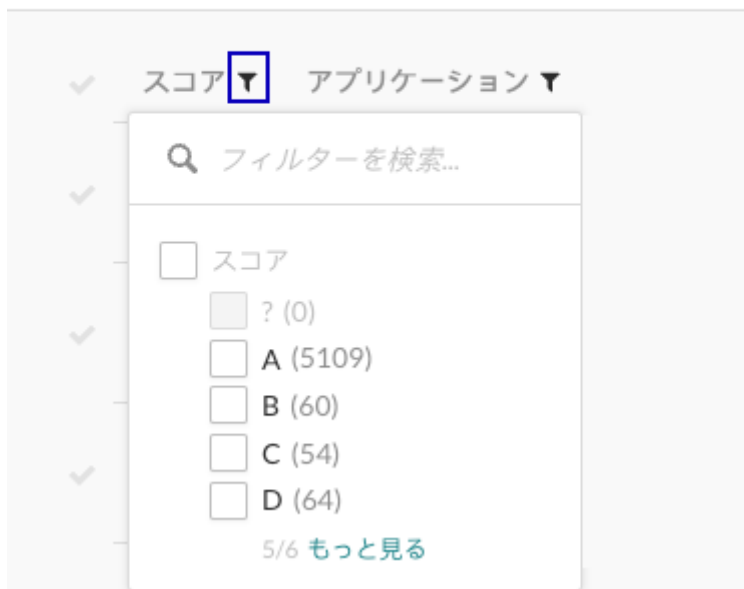 スコア アプリケーション
フィルターを検索...
スコア
? (0)
A (5109)
B (60)
C (54)
D (64)
5/6 もっと見る